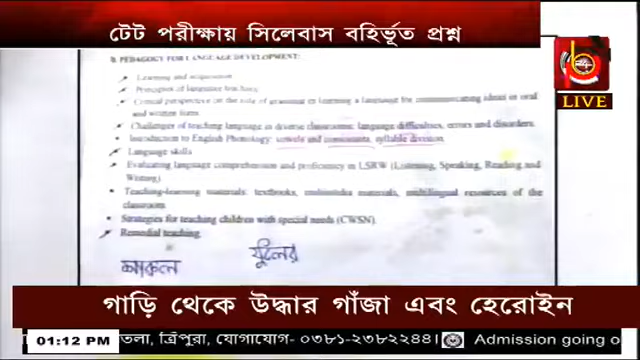 টেট পরীক্ষায় সিলেবাস বহির্ভূত প্রশ্ন
B. PEDAGOGY FOR LANGUAGE DEVELOPMENT:
Learning and acquisition
Principles of language teaching
Critical perspective on the role of grammar in learning a language for communicating ideas in oral
and written form
Challenges of teaching language in diverse classrooms: language difficulties, errors and disorders.
Introduction to English Phonology: vowels and consonants, syllable division.
Language skills
Evaluating language comprehension and proficiency in LSRW (Listening, Speaking, Reading and
Writing)
Teaching-learning materials: textbooks, multimedia materials, multilingual resources of the
classroom
Strategies for teaching children with special needs (CWSN).
Remedial teaching.
LIVE
গাড়ি থেকে উদ্ধার গাঁজা এবং হেরোইন
01:12 PM
তলা, ত্রিপুরা, যোগাযোগ- ০৩৮১-২৩৮২২৪৪।
Admission going o